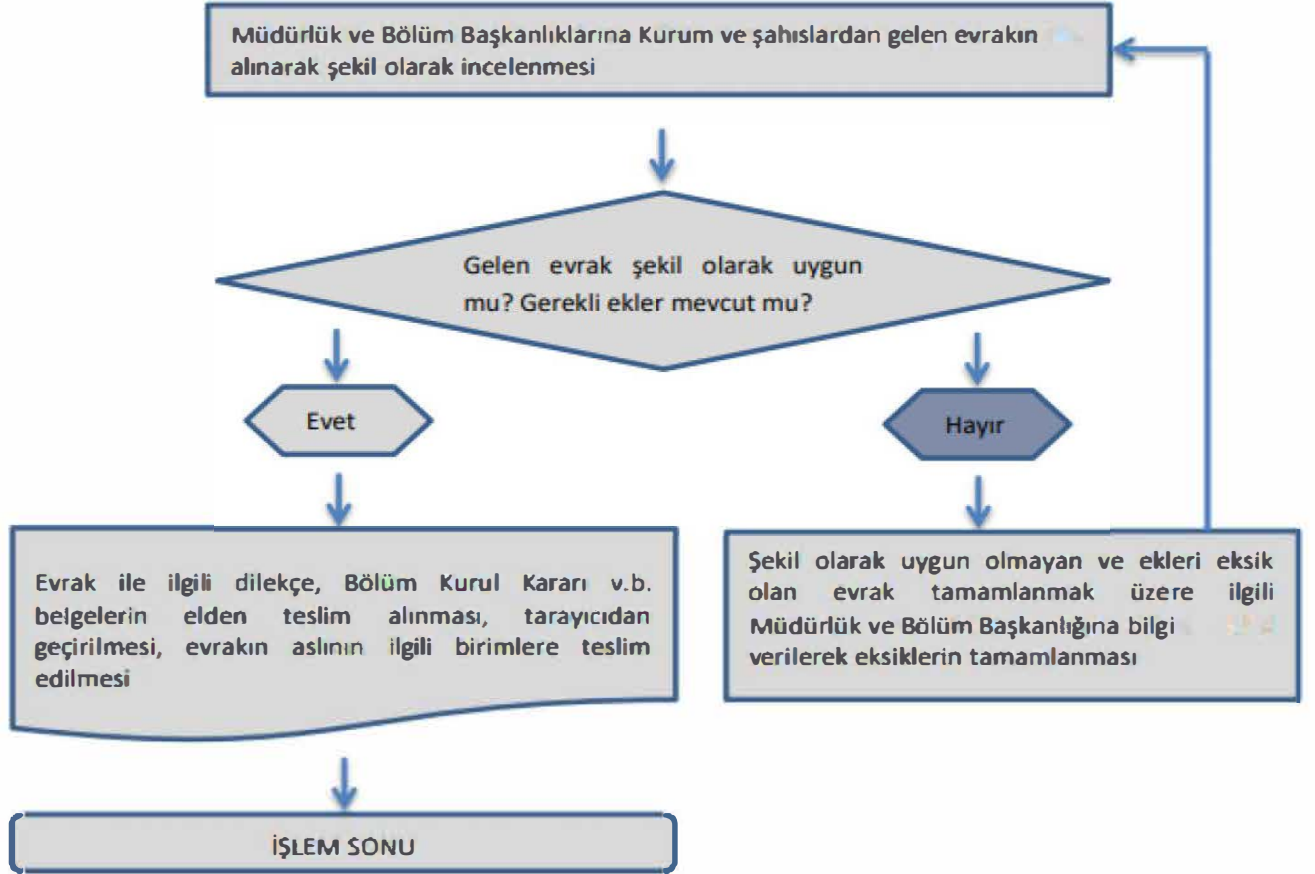 Müdürlük ve Bölüm Başkanlıklarına Kurum ve şahıslardan gelen evrakın
alınarak şekil olarak incelenmesi
Gelen evrak şekil olarak uygun
mu? Gerekli ekler mevcut mu?
Evet
Hayır
Evrak ile ilgili dilekçe, Bölüm Kurul Kararı v.b.
belgelerin elden teslim alınması, tarayıcıdan
geçirilmesi, evrakın aslının ilgili birimlere teslim
edilmesi
Şekil olarak uygun olmayan ve ekleri eksik
olan evrak tamamlanmak üzere ilgili
Müdürlük ve Bölüm Başkanlığına bilgi
verilerek eksiklerin tamamlanması
İŞLEM SONU